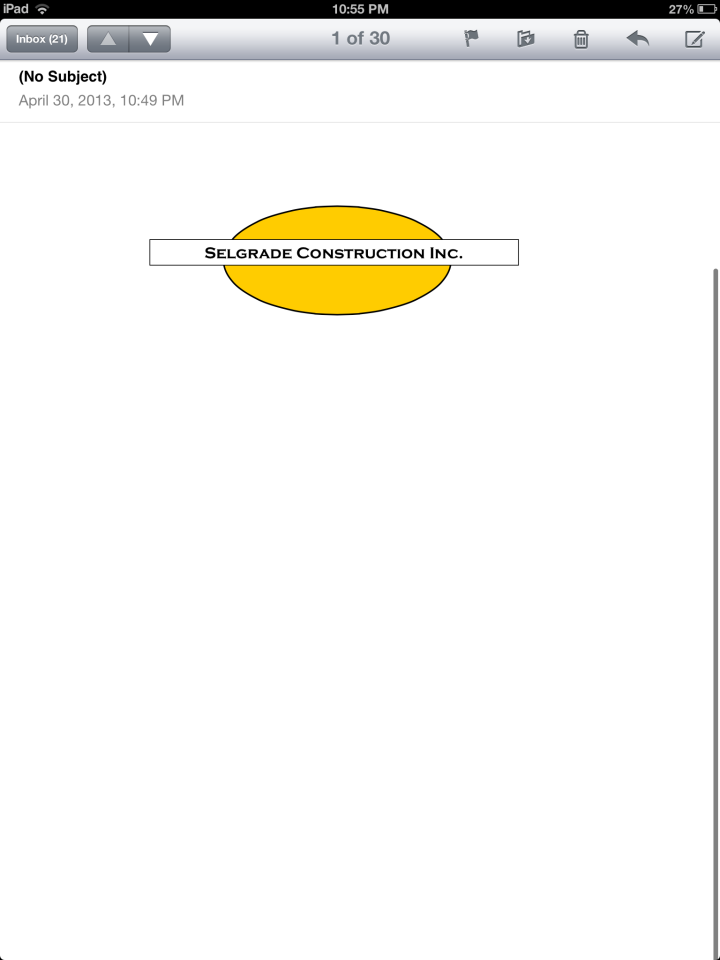 iPad 10:55 PM 27%
Inbox (21) 1 of 30
(No Subject)
April 30, 2013, 10:49 PM
SELGRADE CONSTRUCTION INC.